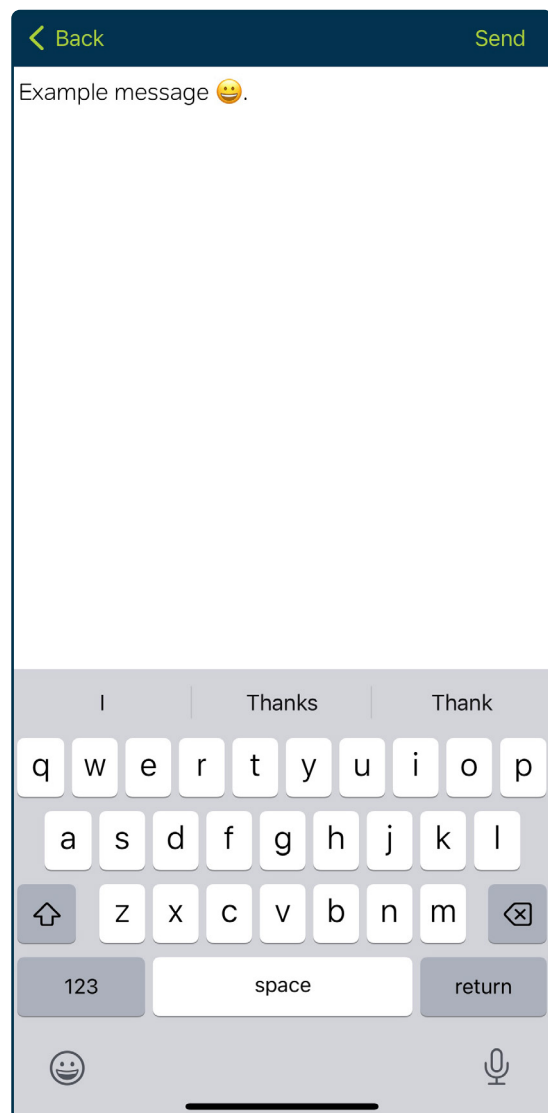 Back Send
Example message 😀.
I Thanks Thank
q w e r t y u i o p
a s d f g h j k l
z x c v b n m
123 space return